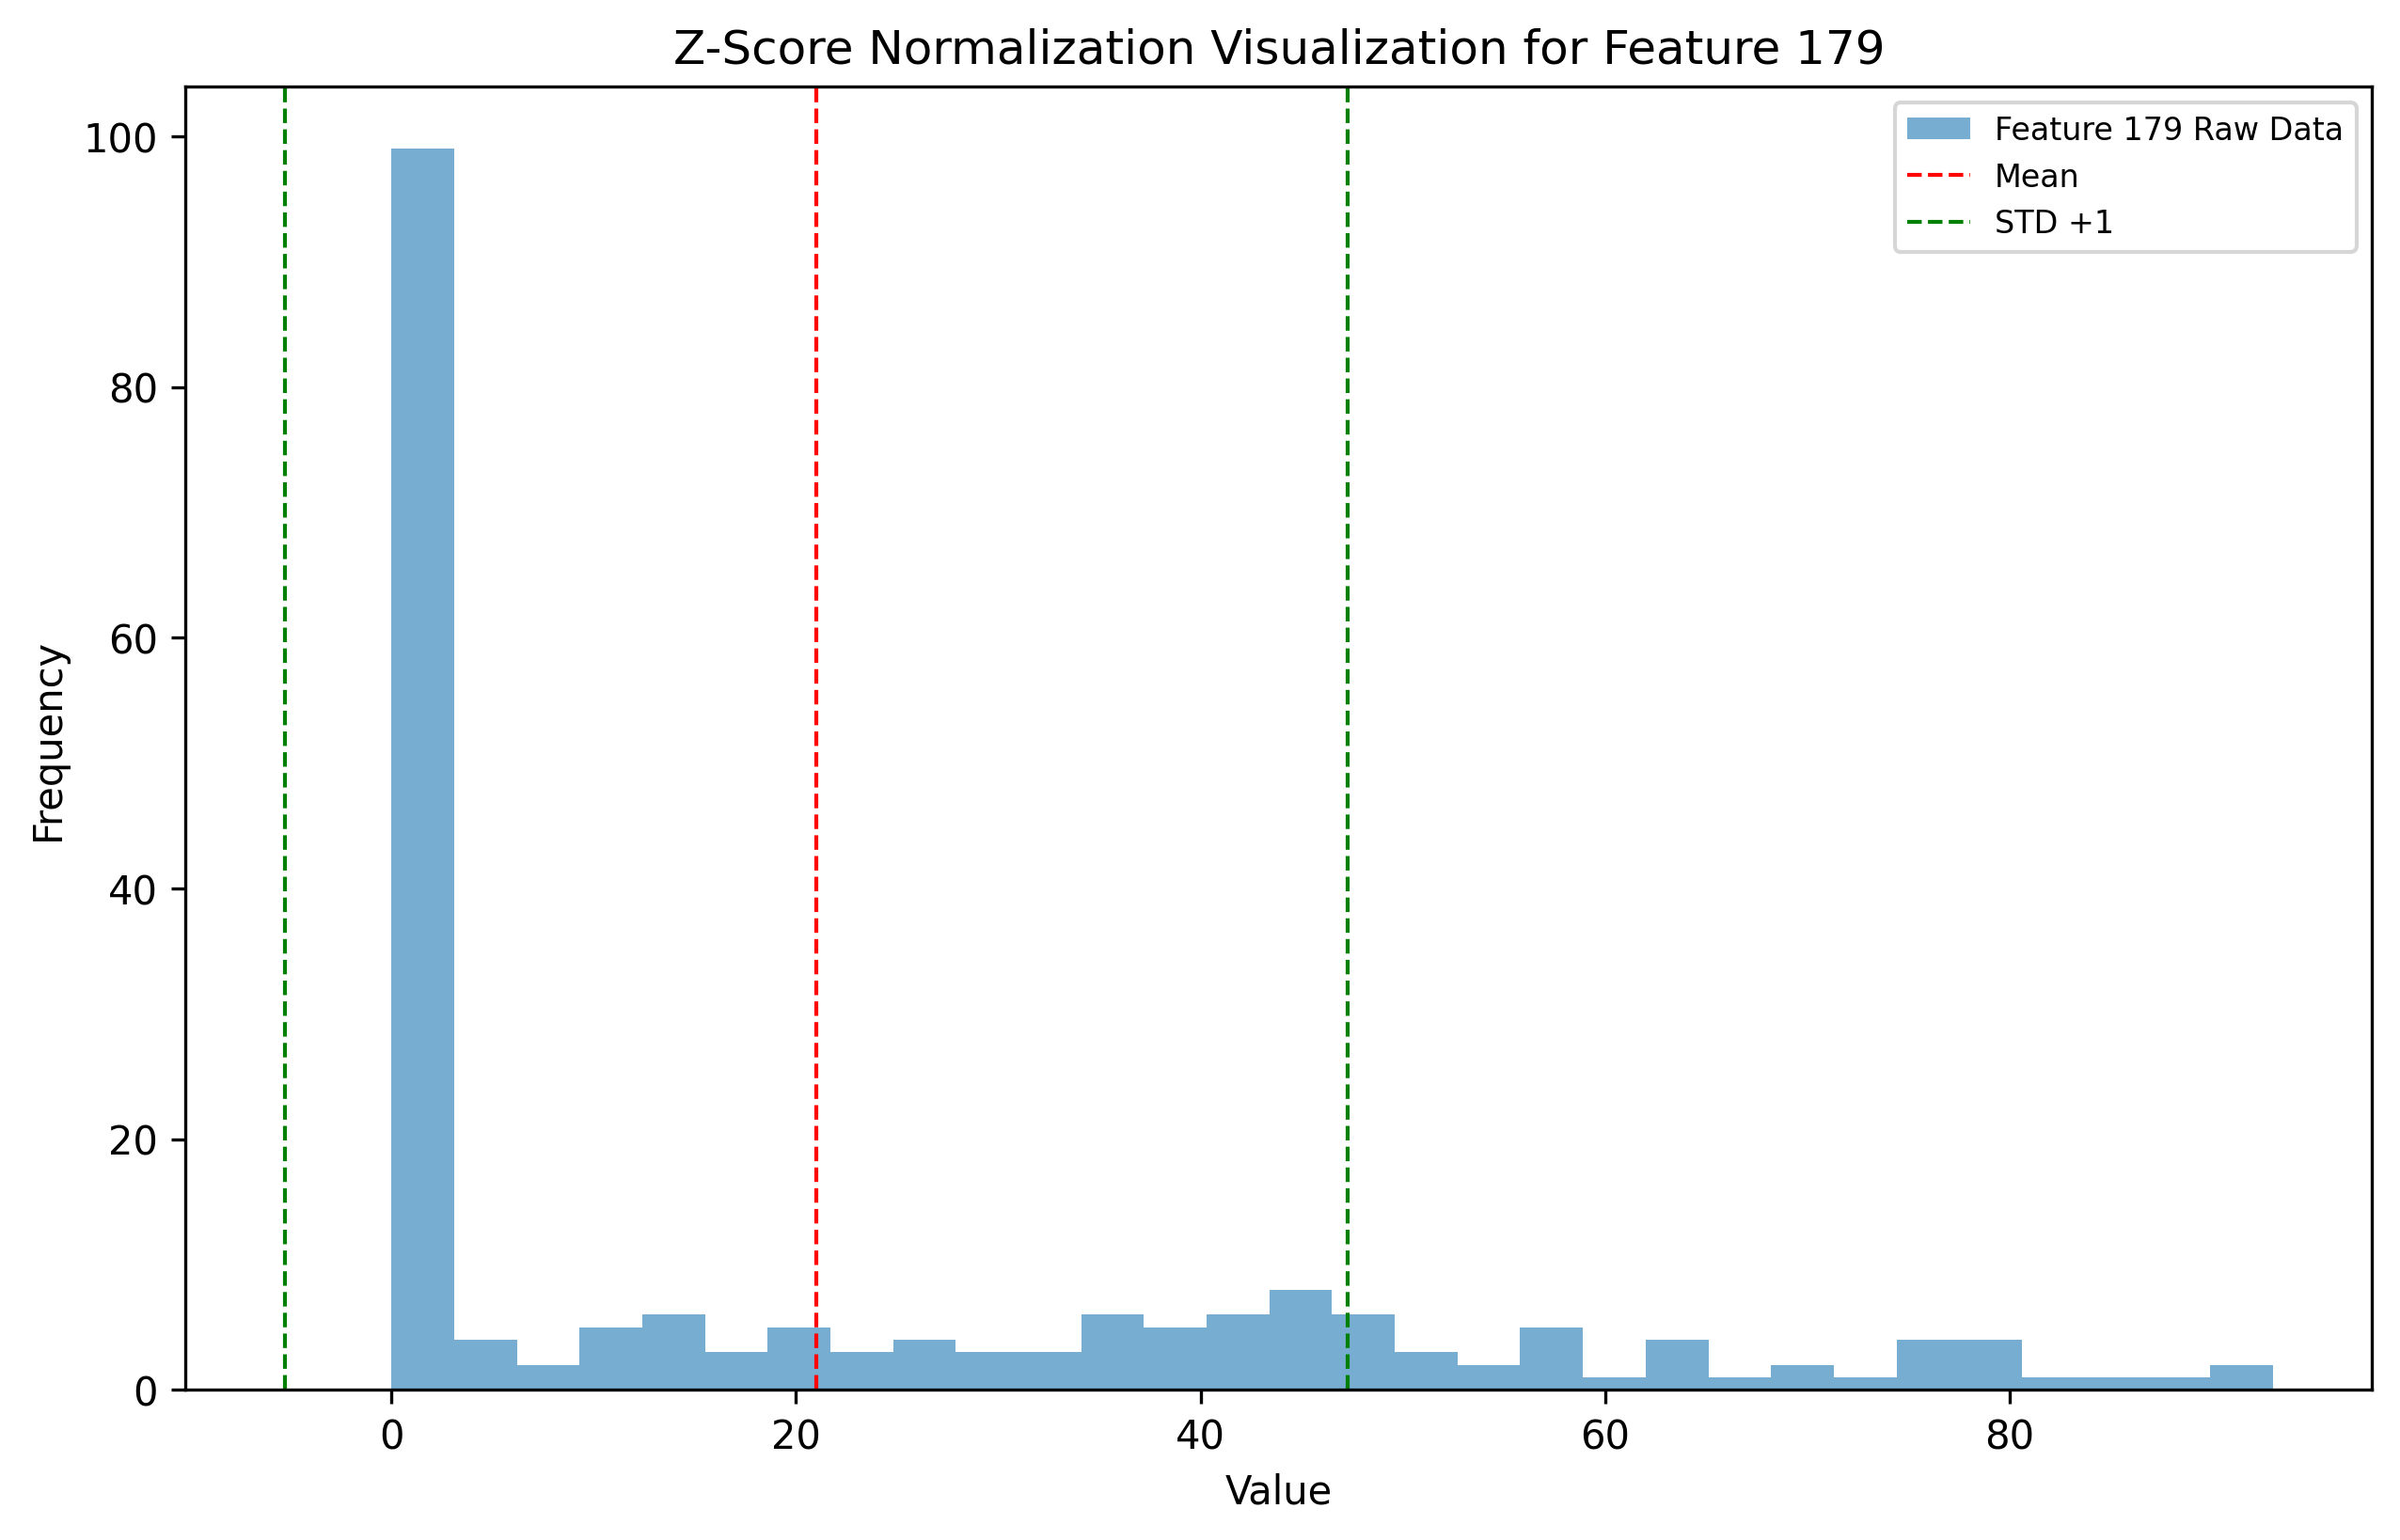 Z-Score Normalization Visualization for Feature 179
Feature 179 Raw Data
Mean
STD +1
100
80
60
40
20
0
Frequency
0 20 40 60 80
Value